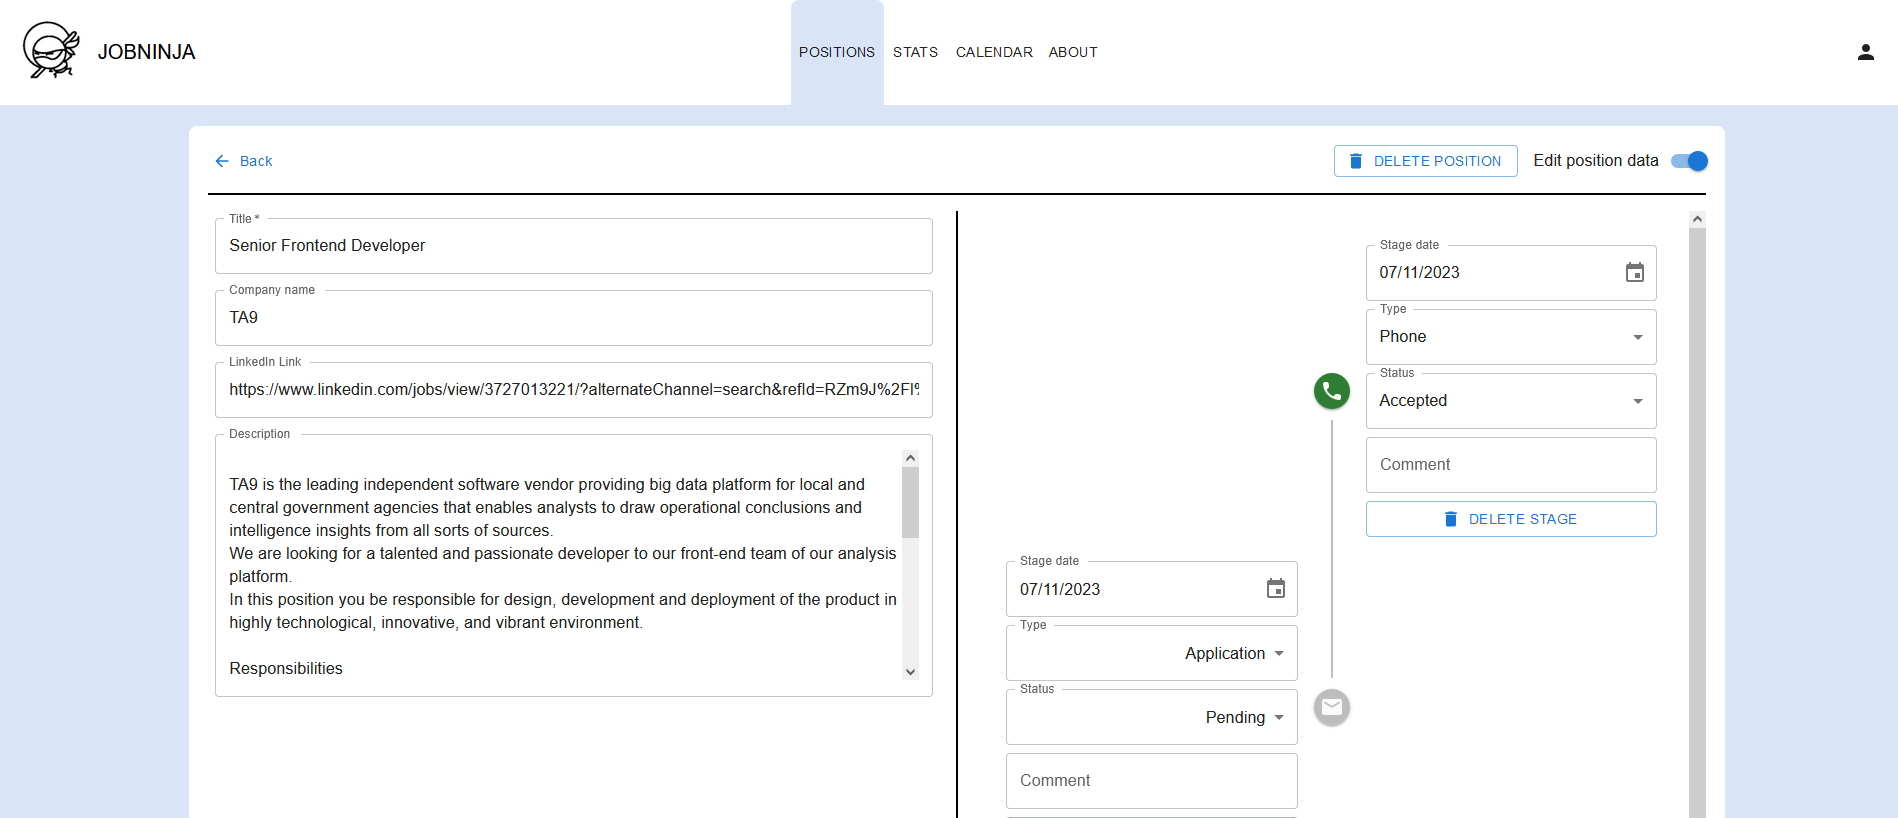 JOBNINJA
POSITIONS STATS CALENDAR ABOUT
Back
DELETE POSITION
Edit position data
Title *
Senior Frontend Developer
Company name
TA9
LinkedIn Link
https://www.linkedin.com/jobs/view/3727013221/?alternateChannel=search&refId=RZm9J%2FI%
Description
TA9 is the leading independent software vendor providing big data platform for local and
central government agencies that enables analysts to draw operational conclusions and
intelligence insights from all sorts of sources.
We are looking for a talented and passionate developer to our front-end team of our analysis
platform.
In this position you be responsible for design, development and deployment of the product in
highly technological, innovative, and vibrant environment.
Responsibilities
Stage date
07/11/2023
Type
Phone
Status
Accepted
Comment
DELETE STAGE
Stage date
07/11/2023
Type
Application
Status
Pending
Comment